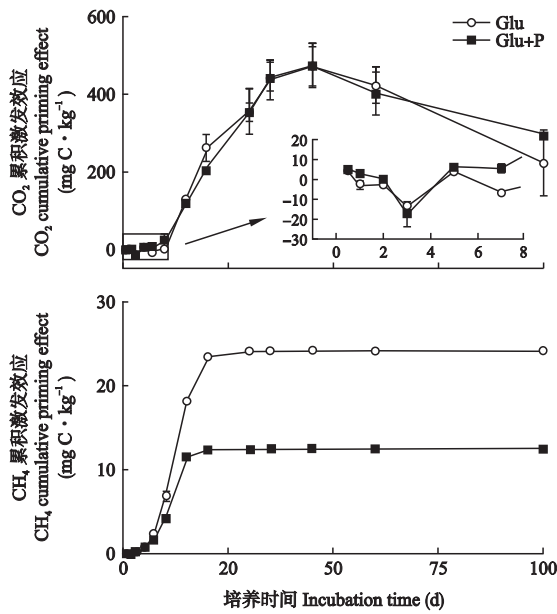 Glu
Glu+P
CO₂ 累积激发效应
CO₂ cumulative priming effect
(mg C·kg⁻¹)
600
400
200
0
20
10
0
-10
-20
-30
0 2 4 6 8
CH₄ 累积激发效应
CH₄ cumulative priming effect
(mg C·kg⁻¹)
30
20
10
0
0 20 50 75 100
培养时间 Incubation time (d)